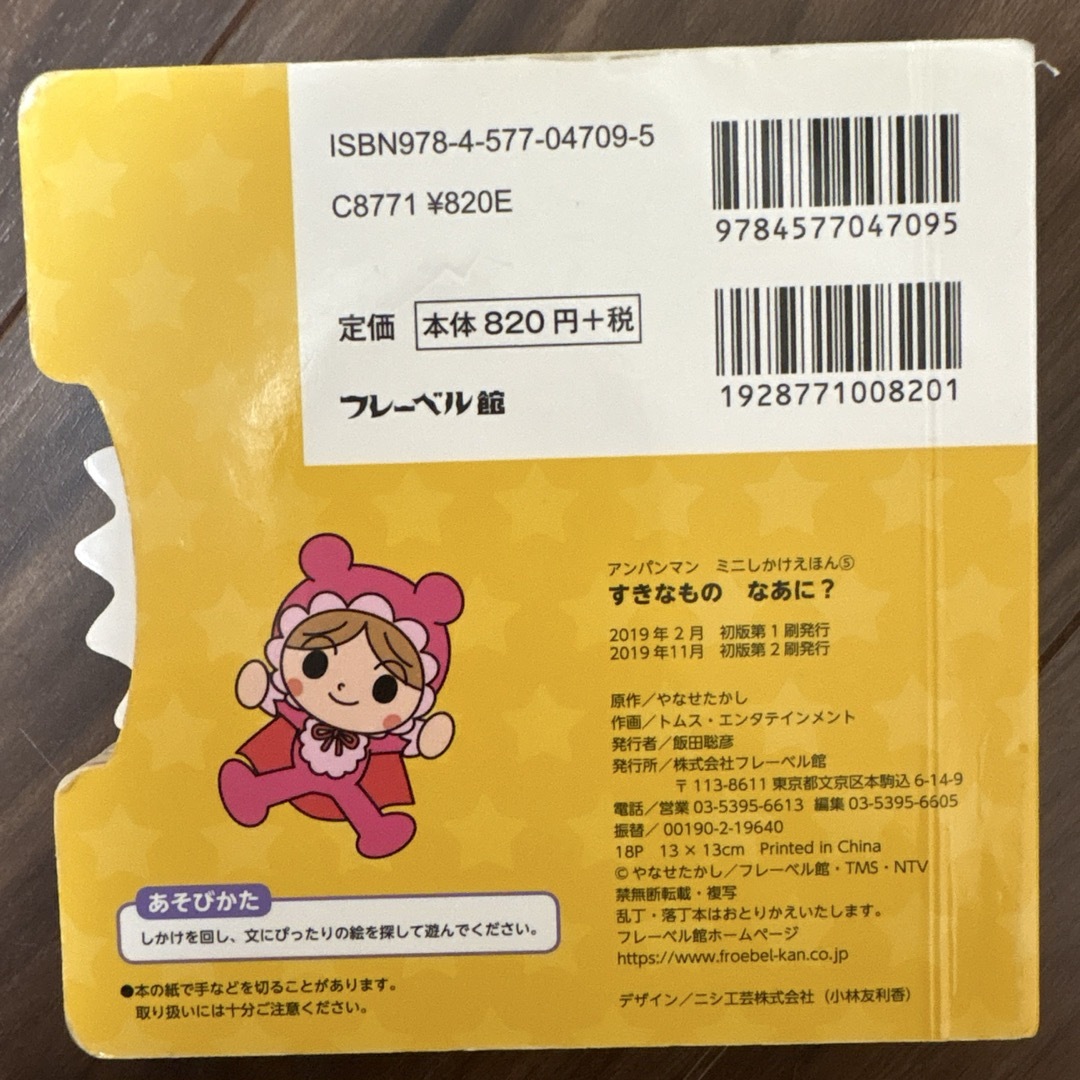 ISBN978-4-577-04709-5
C8771 ¥820E
9784577047095
定価 本体 820 円+税
1928771008201
フレーベル館
アンパンマン ミニしかけえほん⑤
すきなもの なあに?
2019年 2月 初版第1刷発行
2019年11月 初版第2刷発行
原作/やなせたかし
作画/トムス・エンタテインメント
発行者/飯田聡彦
発行所/株式会社フレーベル館
〒113-8611 東京都文京区本駒込 6-14-9
電話/営業 03-5395-6613 編集 03-5395-6605
振替/00190-2-19640
18P 13×13cm Printed in China
©やなせたかし/フレーベル館・TMS・NTV
禁無断転載・複写
乱丁・落丁本はおとりかえいたします。
フレーベル館ホームページ
https://www.froebel-kan.co.jp
デザイン/ニシ工芸株式会社(小林友利香)
あそびかた
しかけを回し、文にぴったりの絵を探して遊んでください。
●本の紙で手などを切ることがあります。
取り扱いには十分ご注意ください。